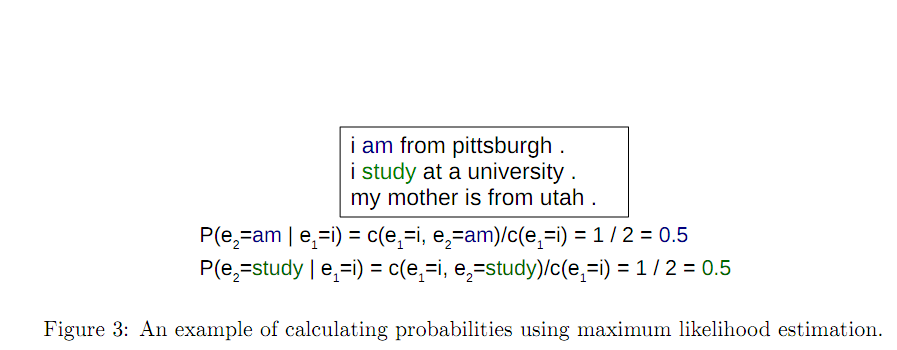 i am from pittsburgh .
i study at a university .
my mother is from utah .
P(e₂=am | e₁=i) = c(e₁=i, e₂=am)/c(e₁=i) = 1 / 2 = 0.5
P(e₂=study | e₁=i) = c(e₁=i, e₂=study)/c(e₁=i) = 1 / 2 = 0.5
Figure 3: An example of calculating probabilities using maximum likelihood estimation.